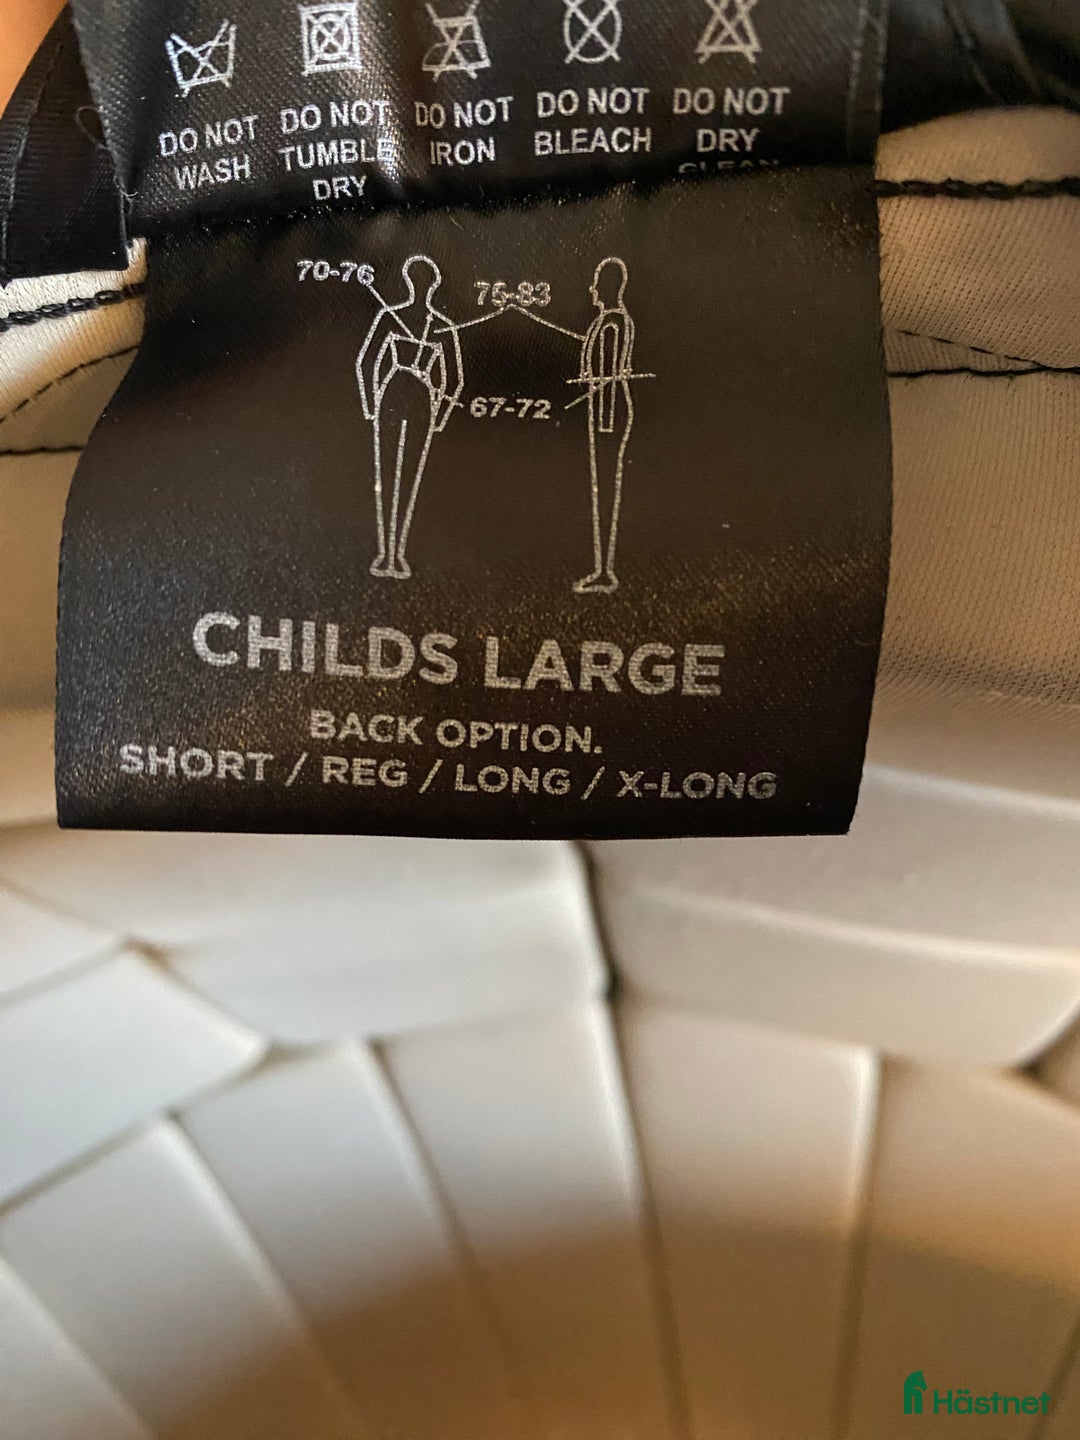 DO NOT WASH
DO NOT TUMBLE DRY
DO NOT IRON
DO NOT BLEACH
DO NOT DRY CLEAN
70-76
75-83
67-72
CHILDS LARGE
BACK OPTION.
SHORT / REG / LONG / X-LONG
Hästnet